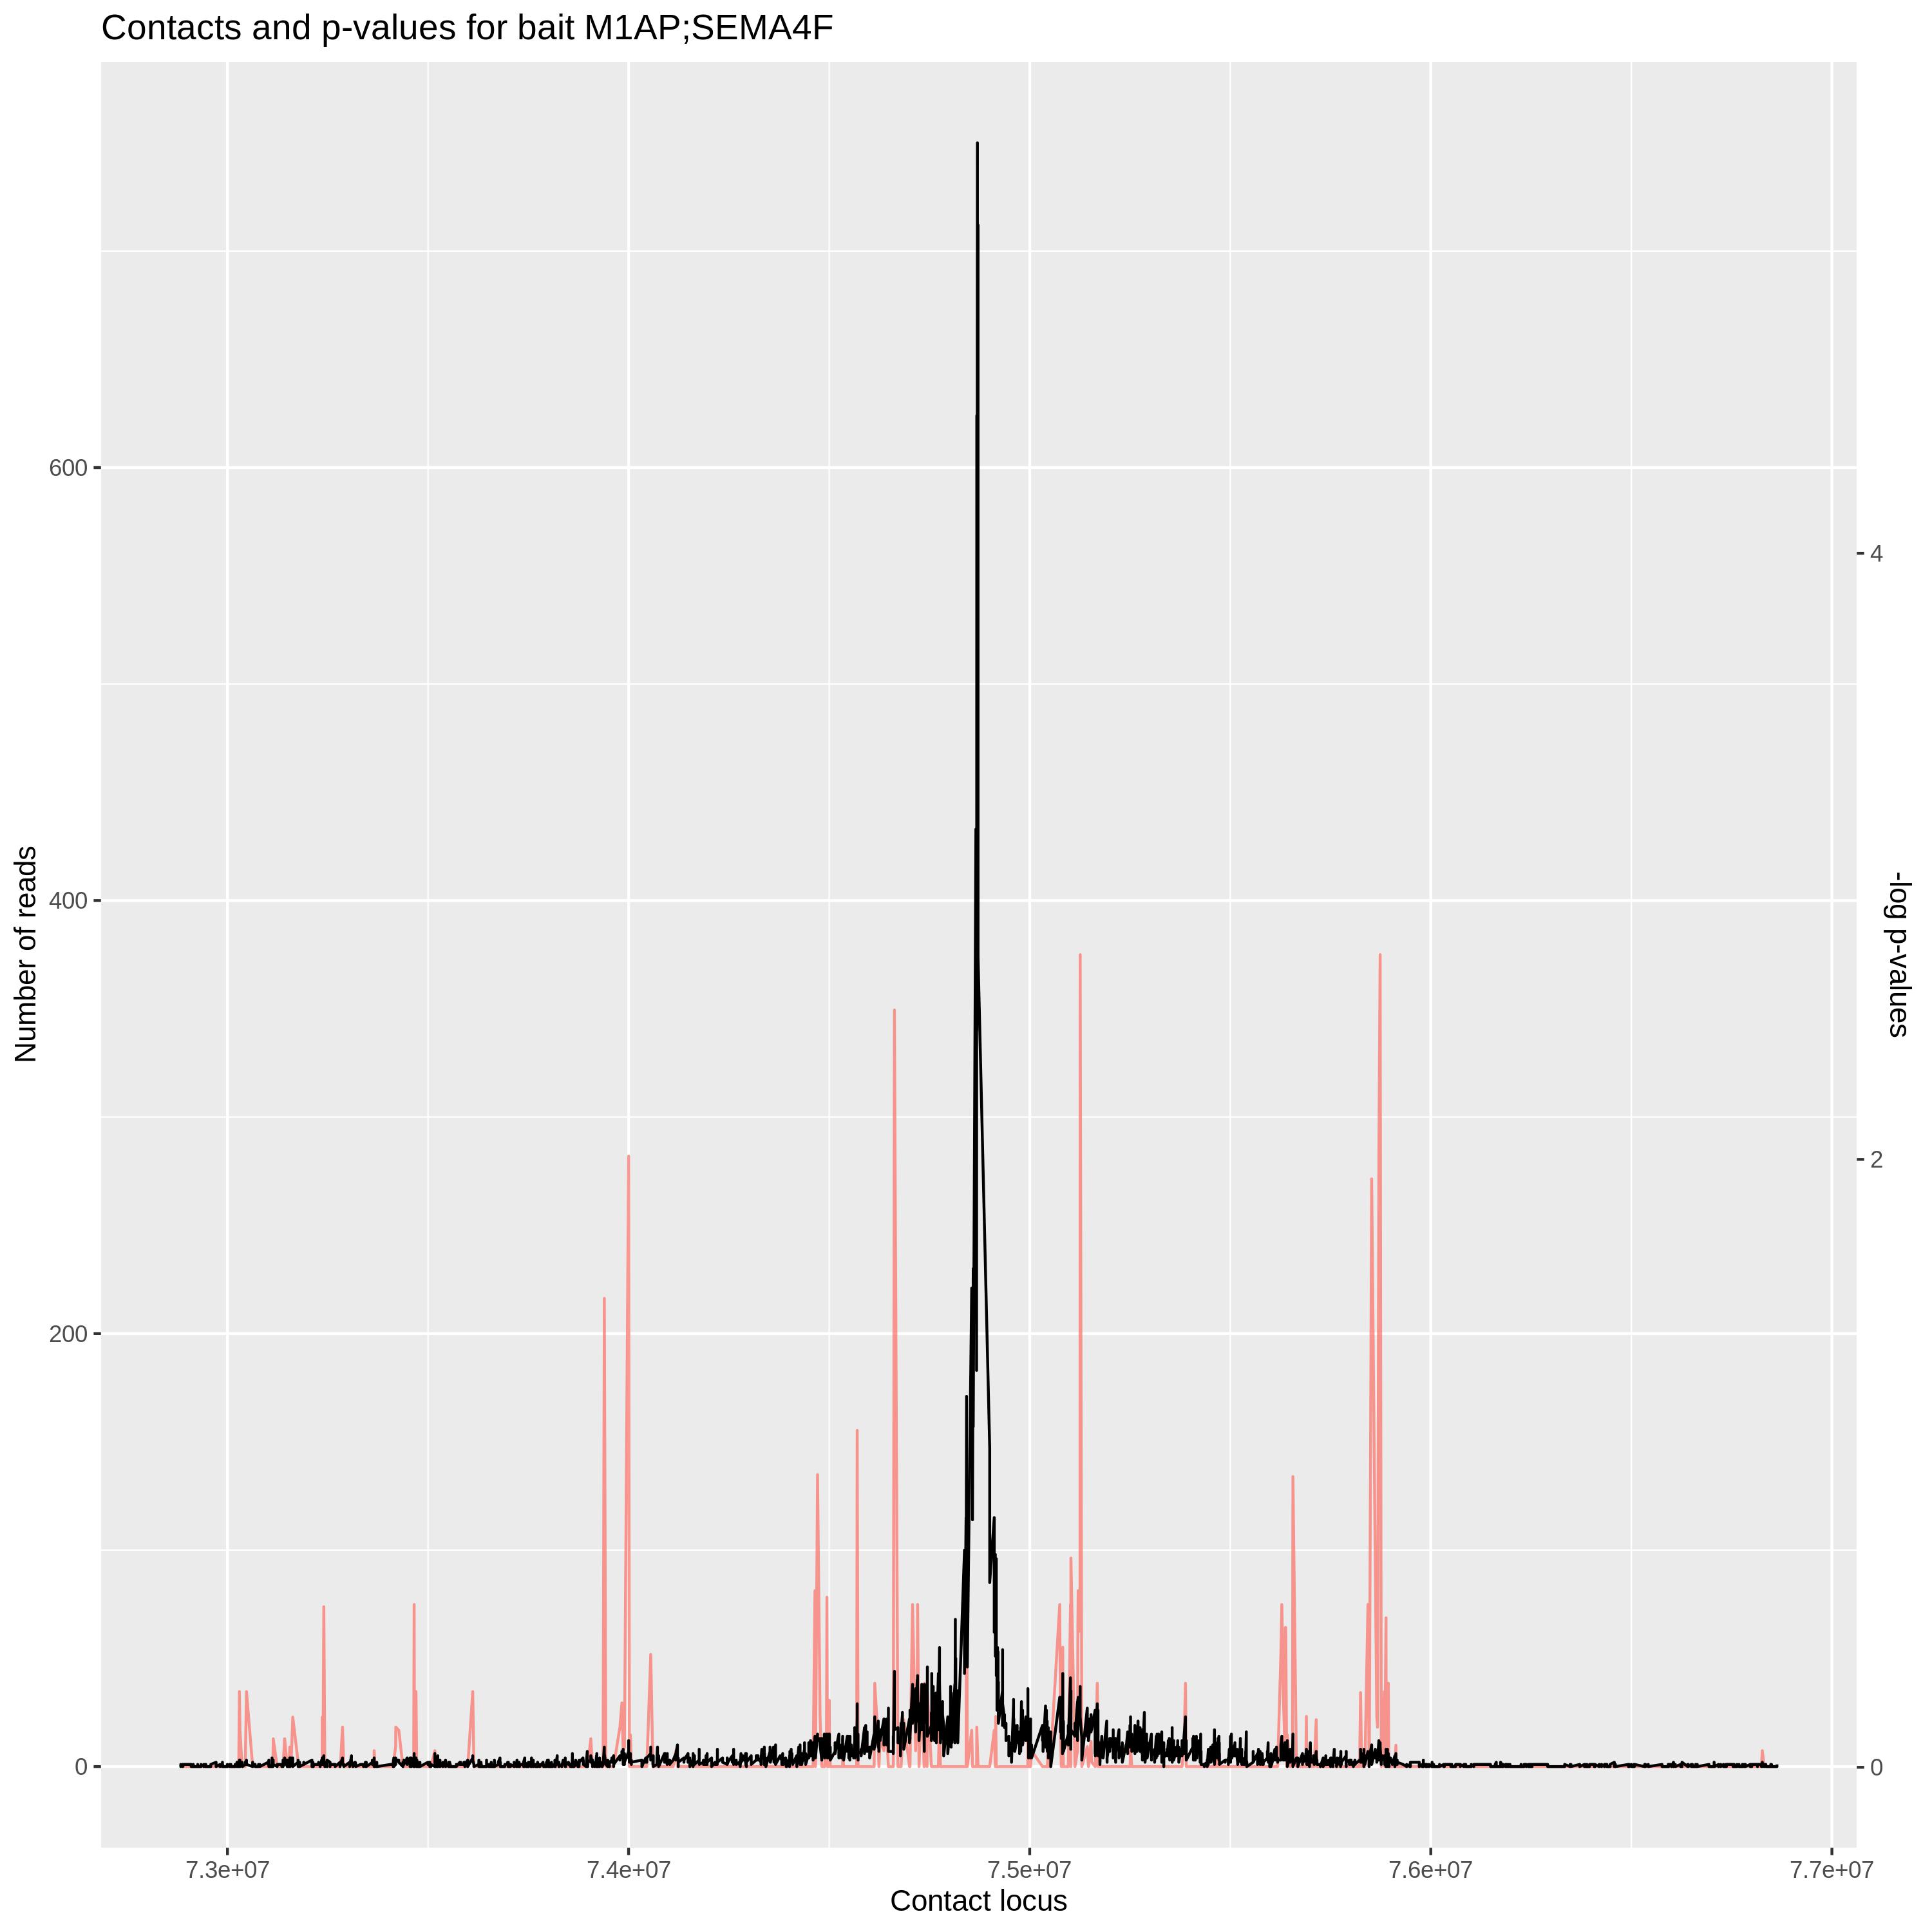 Contacts and p-values for bait M1AP;SEMA4F
Number of reads
600
400
200
0
4
2
0
-log p-values
7.3e+07
7.4e+07
7.5e+07
7.6e+07
7.7e+07
Contact locus